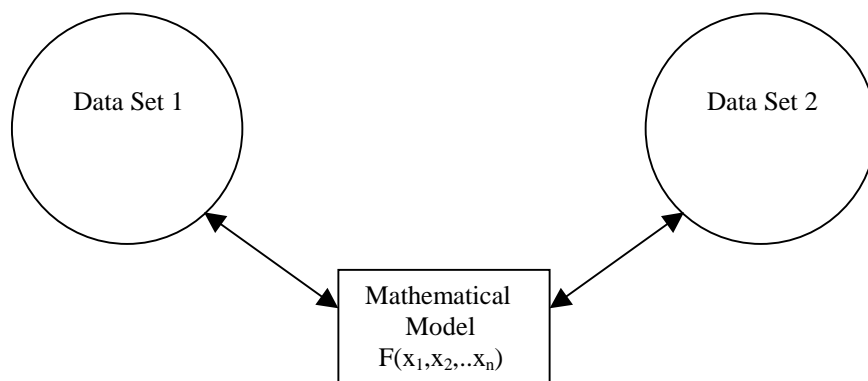 Data Set 1
Data Set 2
Mathematical
Model
F(x₁,x₂,..xₙ)